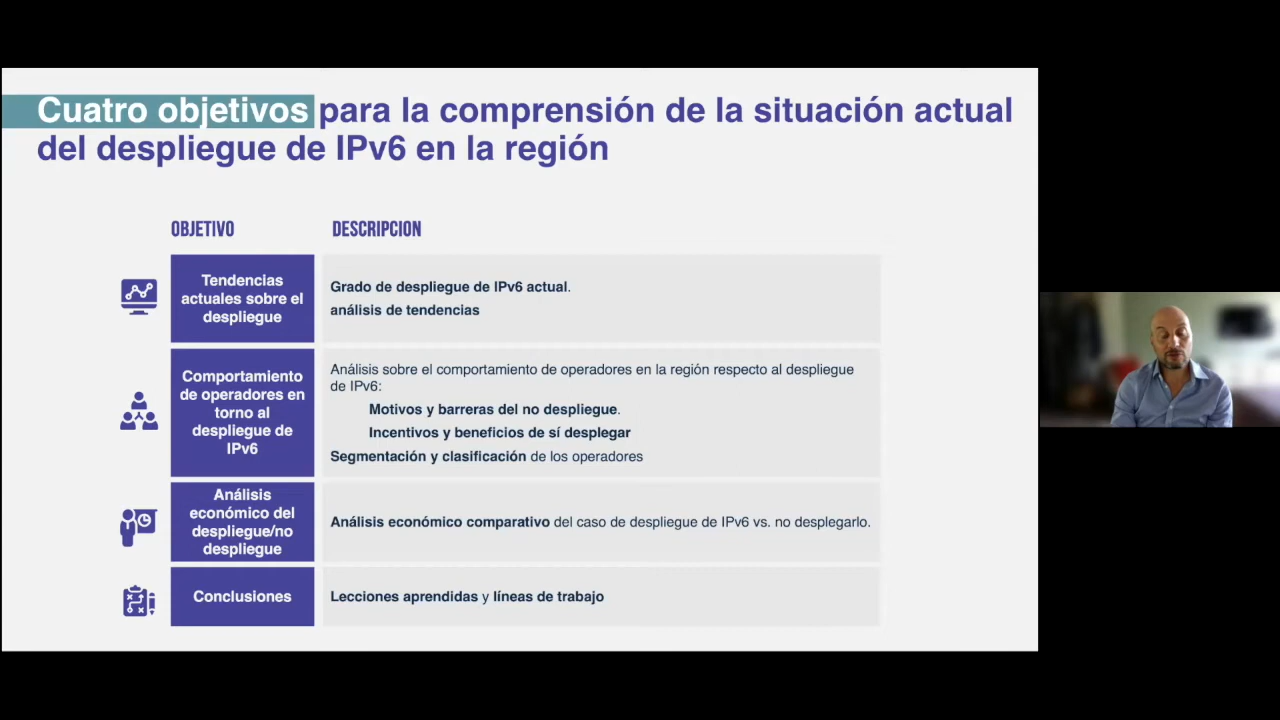 Cuatro objetivos para la comprensión de la situación actual
del despliegue de IPv6 en la región
OBJETIVO
DESCRIPCION
Tendencias
actuales sobre el
despliegue
Grado de despliegue de IPv6 actual.
análisis de tendencias
Comportamiento
de operadores en
torno al
despliegue de
IPv6
Análisis sobre el comportamiento de operadores en la región respecto al despliegue
de IPv6:
Motivos y barreras del no despliegue.
Incentivos y beneficios de sí desplegar
Segmentación y clasificación de los operadores
Análisis
económico del
despliegue/no
despliegue
Análisis económico comparativo del caso de despliegue de IPv6 vs. no desplegarlo.
Conclusiones
Lecciones aprendidas y líneas de trabajo